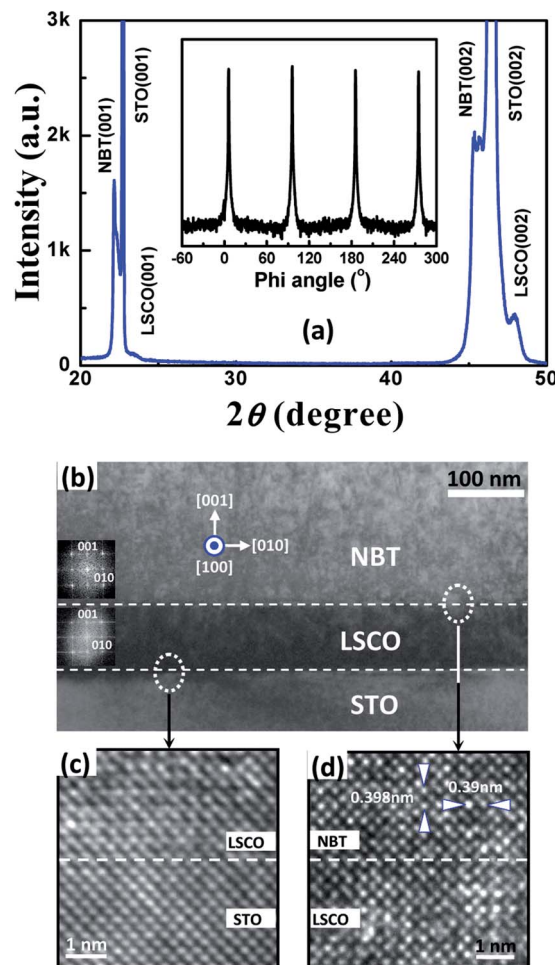 3k
2k
1k
0
Intensity (a.u.)
NBT(001)
STO(001)
LSCO(001)
-60 0 60 120 180 240 300
Phi angle (°)
(a)
NBT(002)
STO(002)
LSCO(002)
20 30 40 50
2θ (degree)
(b)
100 nm
[001]
[010]
[100]
NBT
001
010
LSCO
001
010
STO
(c)
LSCO
STO
1 nm
(d)
0.398nm
0.39nm
NBT
LSCO
1 nm